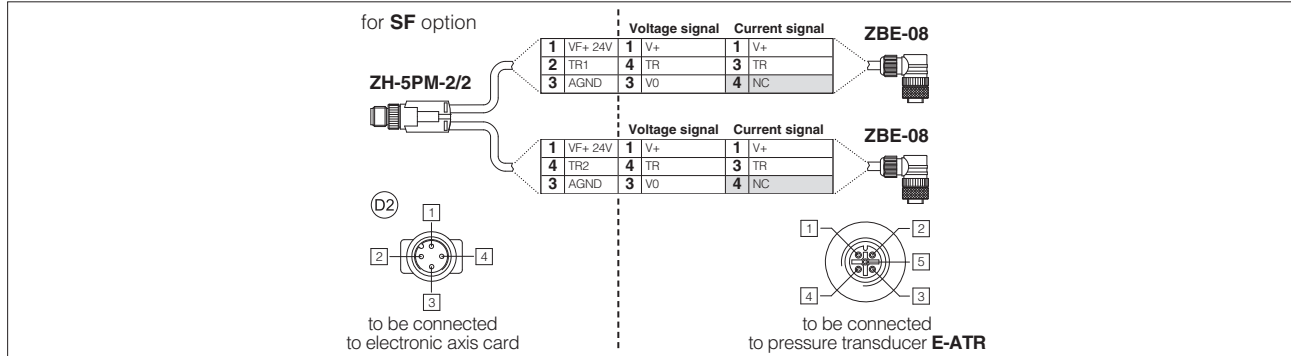 for SF option
Voltage signal Current signal
ZBE-08
1 VF+ 24V 1 V+ 1 V+
2 TR1 4 TR 3 TR
3 AGND 3 V0 4 NC
ZH-5PM-2/2
Voltage signal Current signal
ZBE-08
1 VF+ 24V 1 V+ 1 V+
4 TR2 4 TR 3 TR
3 AGND 3 V0 4 NC
D2
1
2 4
3
to be connected
to electronic axis card
1 2
5
4 3
to be connected
to pressure transducer E-ATR